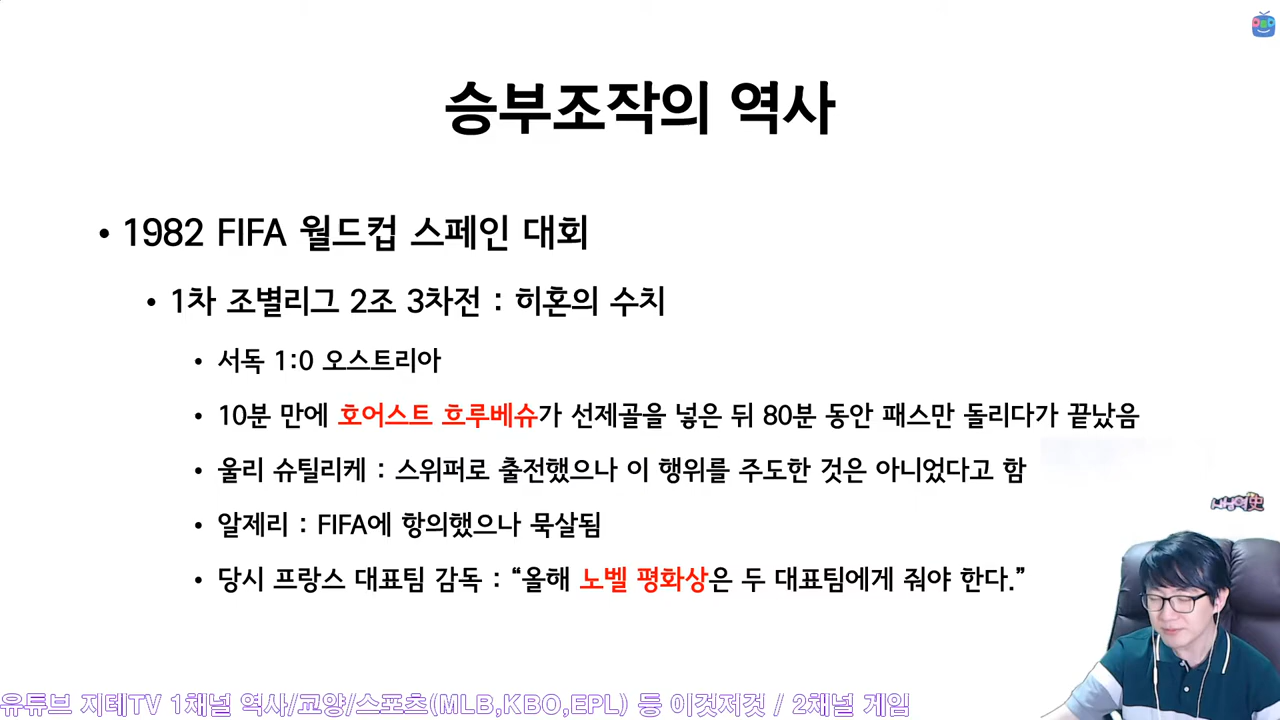 승부조작의 역사
• 1982 FIFA 월드컵 스페인 대회
• 1차 조별리그 2조 3차전 : 히혼의 수치
• 서독 1:0 오스트리아
• 10분 만에 호어스트 흐루베슈가 선제골을 넣은 뒤 80분 동안 패스만 돌리다가 끝났음
• 울리 슈틸리케 : 스위퍼로 출전했으나 이 행위를 주도한 것은 아니었다고 함
• 알제리 : FIFA에 항의했으나 묵살됨
• 당시 프랑스 대표팀 감독 : “올해 노벨 평화상은 두 대표팀에게 줘야 한다.”
유튜브 지테TV 1채널 역사/교양/스포츠(MLB,KBO,EPL) 등 이것저것 / 2채널 게임